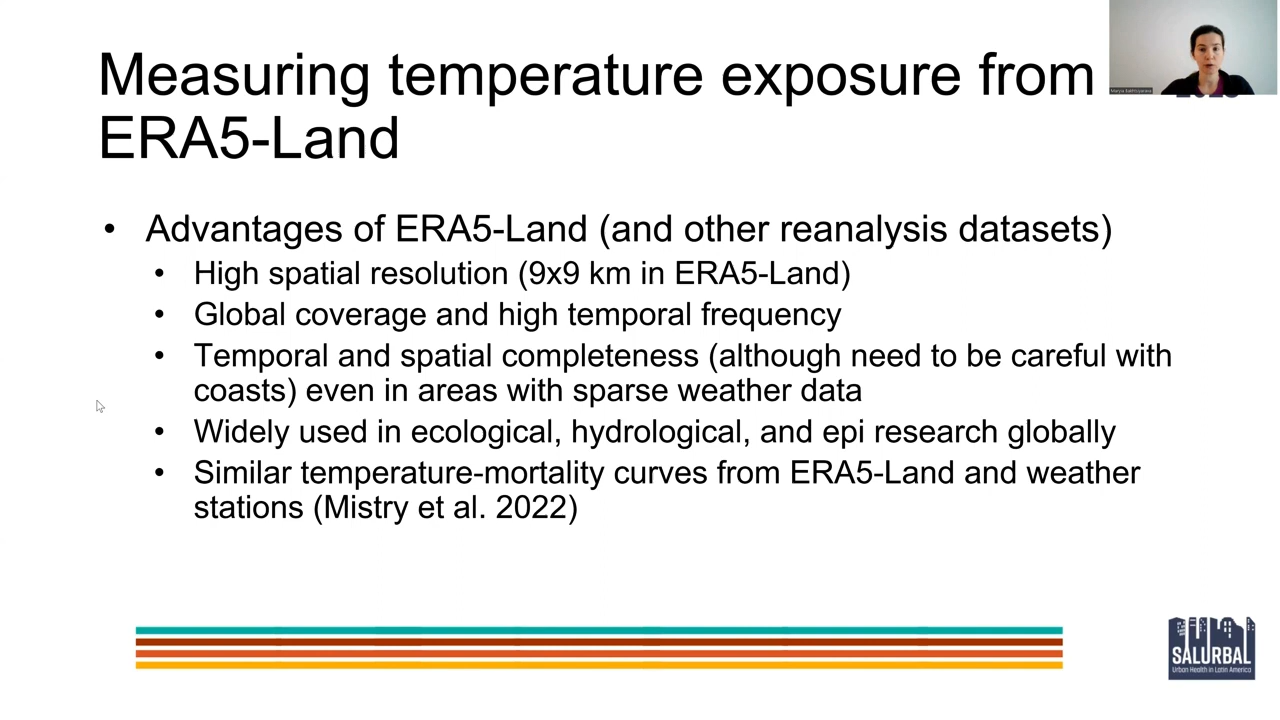 Measuring temperature exposure from
ERA5-Land
• Advantages of ERA5-Land (and other reanalysis datasets)
• High spatial resolution (9x9 km in ERA5-Land)
• Global coverage and high temporal frequency
• Temporal and spatial completeness (although need to be careful with
coasts) even in areas with sparse weather data
• Widely used in ecological, hydrological, and epi research globally
• Similar temperature-mortality curves from ERA5-Land and weather
stations (Mistry et al. 2022)
SALURBAL
Urban Health in Latin America